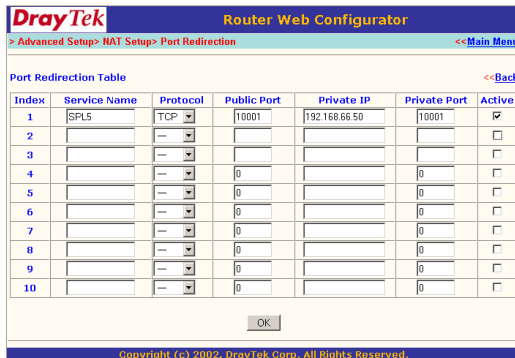 DrayTek Router Web Configurator
> Advanced Setup> NAT Setup> Port Redirection <<Main Menu
Port Redirection Table <<Back
Index Service Name Protocol Public Port Private IP Private Port Active
1 SPL5 TCP 10001 192.168.66.50 10001
2 ---
3 ---
4 --- 0 0
5 --- 0 0
6 --- 0 0
7 --- 0 0
8 --- 0 0
9 --- 0 0
10 --- 0 0
OK
Copyright (c) 2002, DrayTek Corp. All Rights Reserved.